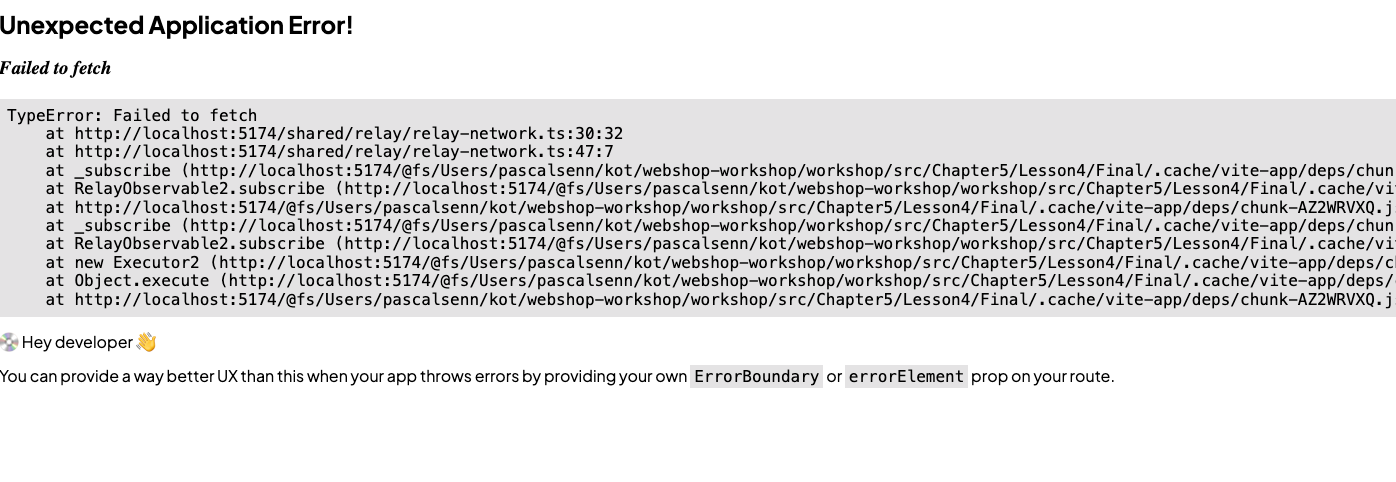 Unexpected Application Error!
Failed to fetch
TypeError: Failed to fetch
    at http://localhost:5174/shared/relay/relay-network.ts:30:32
    at http://localhost:5174/shared/relay/relay-network.ts:47:7
    at _subscribe (http://localhost:5174/@fs/Users/pascalsenn/kot/webshop-workshop/workshop/src/Chapter5/Lesson4/Final/.cache/vite-app/deps/chun
    at RelayObservable2.subscribe (http://localhost:5174/@fs/Users/pascalsenn/kot/webshop-workshop/workshop/src/Chapter5/Lesson4/Final/.cache/vi
    at http://localhost:5174/@fs/Users/pascalsenn/kot/webshop-workshop/workshop/src/Chapter5/Lesson4/Final/.cache/vite-app/deps/chunk-AZ2WRVXQ.j
    at _subscribe (http://localhost:5174/@fs/Users/pascalsenn/kot/webshop-workshop/workshop/src/Chapter5/Lesson4/Final/.cache/vite-app/deps/chun
    at RelayObservable2.subscribe (http://localhost:5174/@fs/Users/pascalsenn/kot/webshop-workshop/workshop/src/Chapter5/Lesson4/Final/.cache/vi
    at new Executor2 (http://localhost:5174/@fs/Users/pascalsenn/kot/webshop-workshop/workshop/src/Chapter5/Lesson4/Final/.cache/vite-app/deps/c
    at Object.execute (http://localhost:5174/@fs/Users/pascalsenn/kot/webshop-workshop/workshop/src/Chapter5/Lesson4/Final/.cache/vite-app/deps/
    at http://localhost:5174/@fs/Users/pascalsenn/kot/webshop-workshop/workshop/src/Chapter5/Lesson4/Final/.cache/vite-app/deps/chunk-AZ2WRVXQ.j
💿 Hey developer 👋
You can provide a way better UX than this when your app throws errors by providing your own ErrorBoundary or errorElement prop on your route.